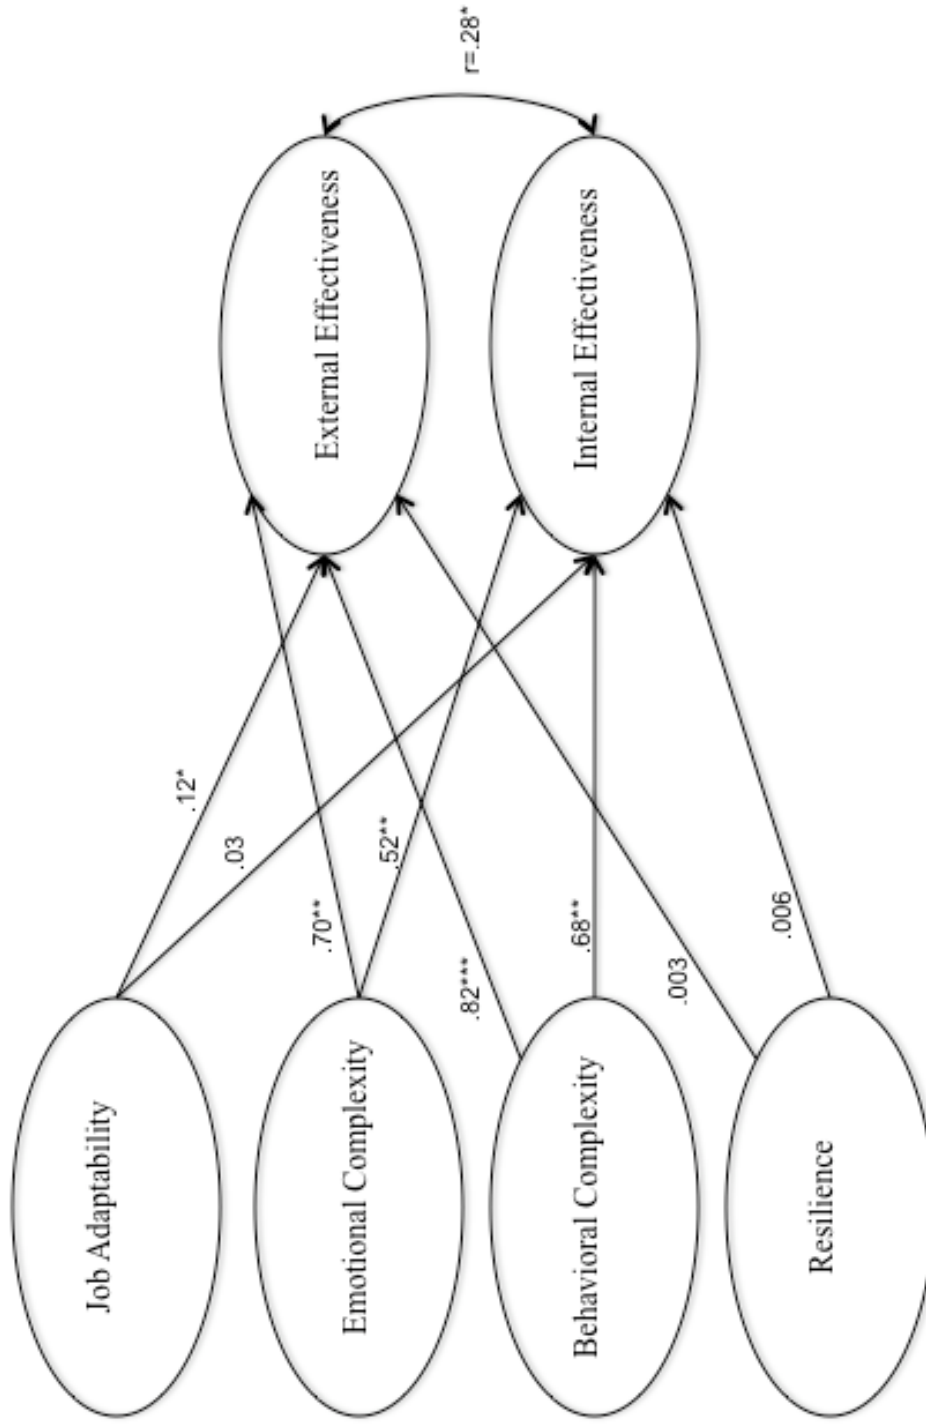 Job Adaptability
Emotional Complexity
Behavioral Complexity
Resilience
.12*
.03
.70**
.52**
.82***
.68**
.003
.006
External Effectiveness
Internal Effectiveness
r=.28*